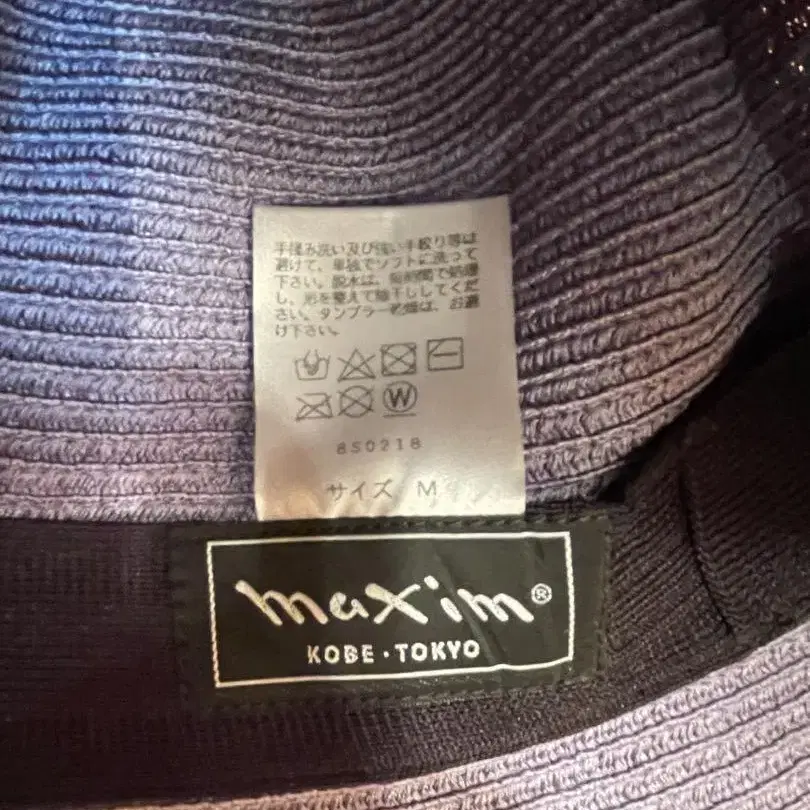 手揉み洗い及び強い手絞り等は
避けて、単独でソフトに洗って
下さい。脱水は、短時間で処理
し、形を整えて陰干ししてくだ
さい。タンブラー乾燥は、お避
け下さい。
W
8S0218
サイズ M
maxim®
KOBE・TOKYO